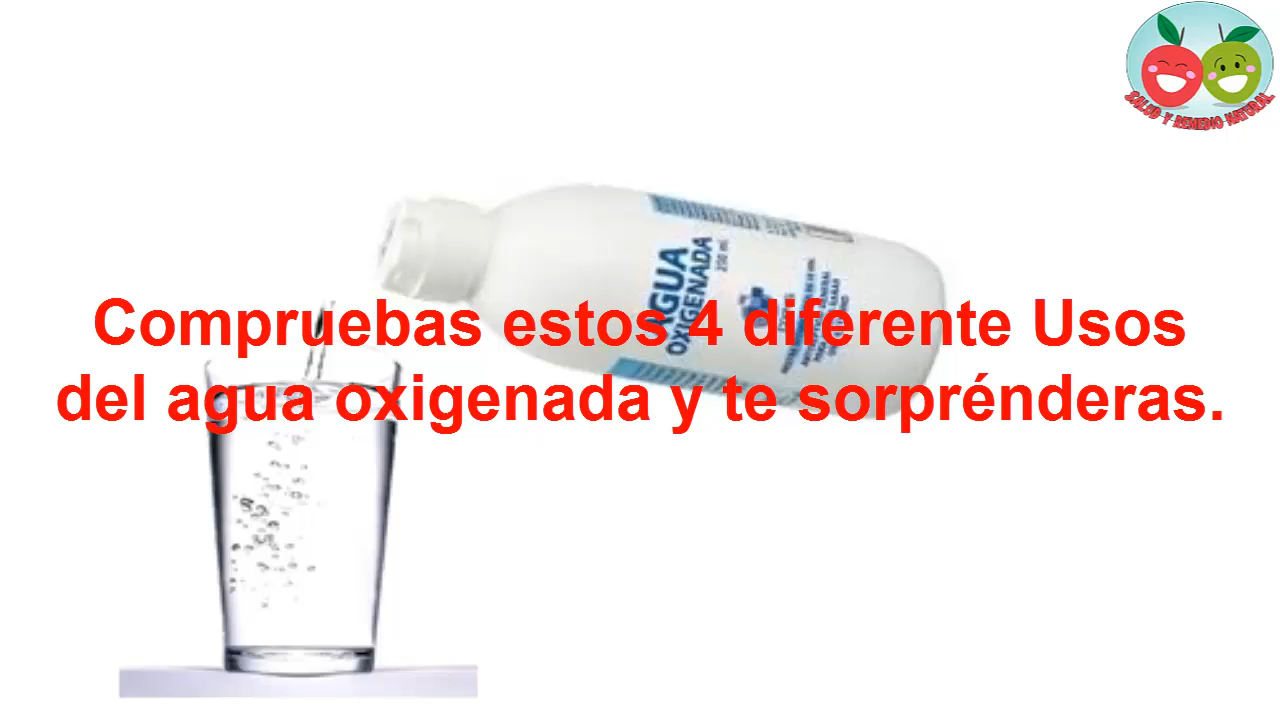 SALUD Y REMEDIO NATURAL
AGUA
OXIGENADA
250 ml
Compruebas estos 4 diferente Usos
del agua oxigenada y te sorprénderas.